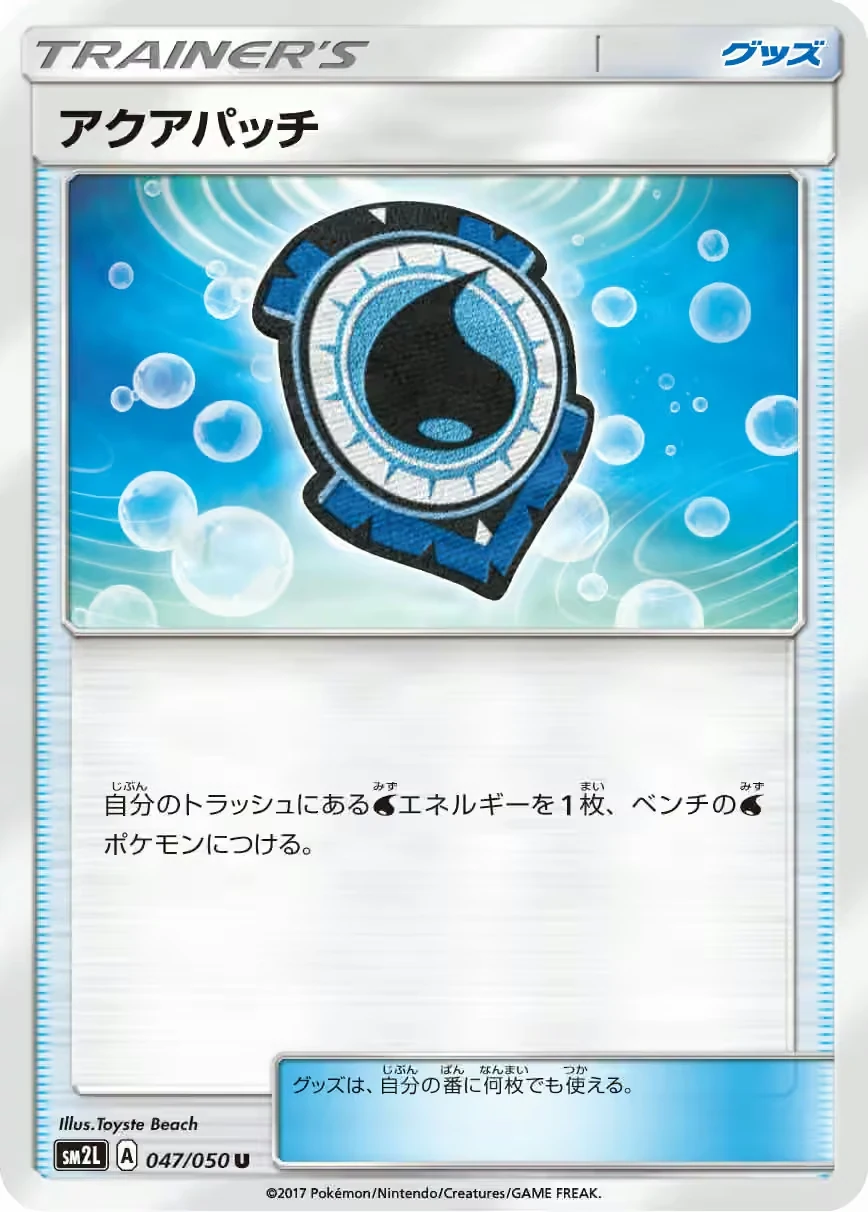 TRAINER'S
グッズ
アクアパッチ
じぶん みず まい みず
自分のトラッシュにあるエネルギーを1枚、ベンチの
ポケモンにつける。
じぶん ばん なんまい つか
グッズは、自分の番に何枚でも使える。
Illus.Toyste Beach
SM2L A 047/050 U
©2017 Pokémon/Nintendo/Creatures/GAME FREAK.